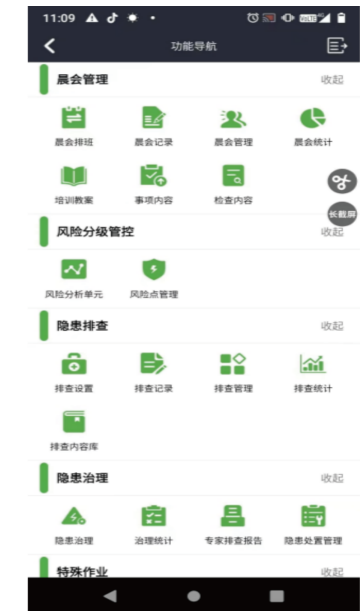 11:09
功能导航
晨会管理 收起
晨会排班 晨会记录 晨会管理 晨会统计
培训教案 事项内容 检查内容
长截屏
风险分级管控 收起
风险分析单元 风险点管理
隐患排查 收起
排查设置 排查记录 排查管理 排查统计
排查内容库
隐患治理 收起
隐患治理 治理统计 专家排查报告 隐患处置管理
特殊作业 收起